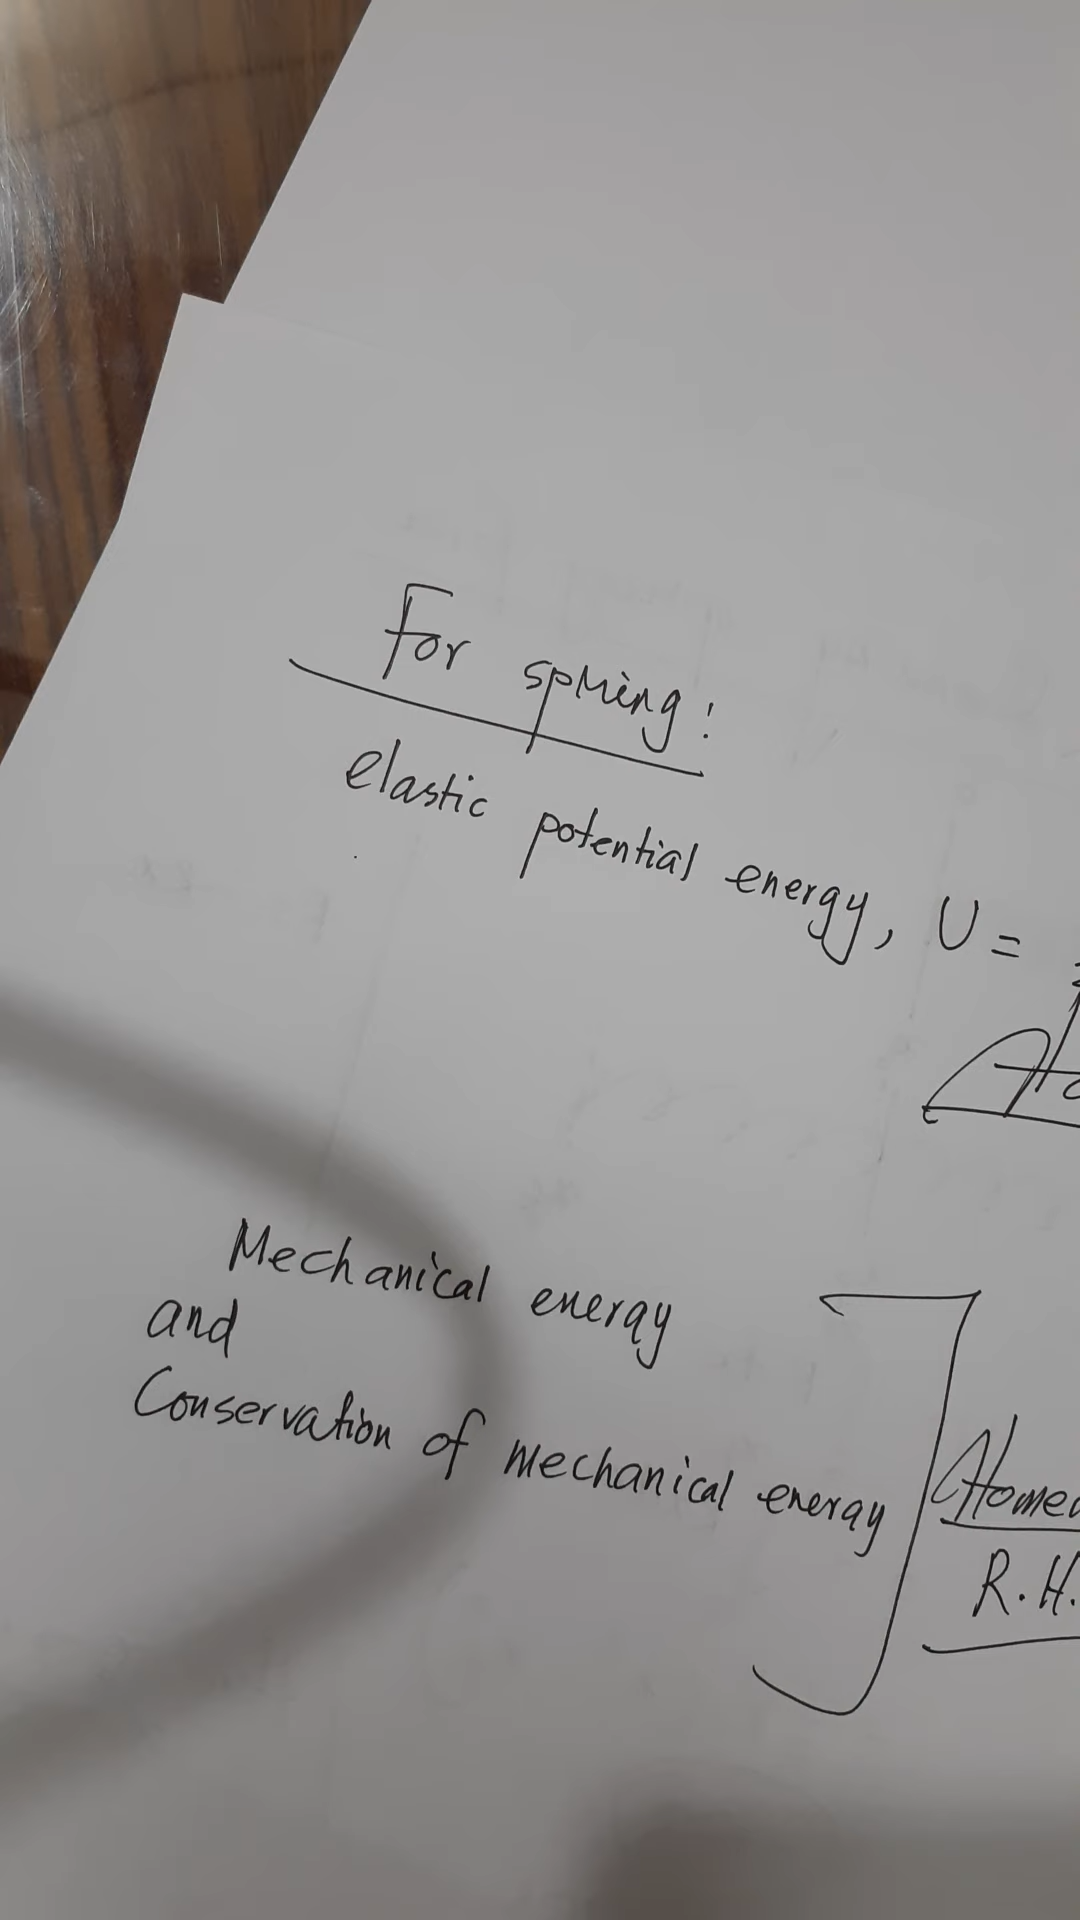 For spring:
elastic potential energy, U =
Mechanical energy
and
Conservation of mechanical energy
R.H.